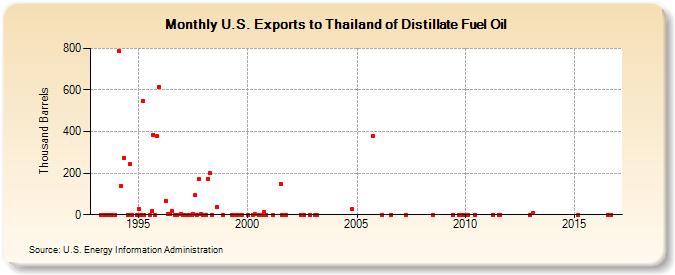 Monthly U.S. Exports to Thailand of Distillate Fuel Oil
Thousand Barrels
800
600
400
200
0
1995 2000 2005 2010 2015
Source: U.S. Energy Information Administration